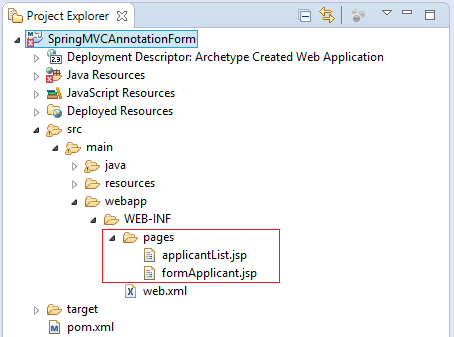 Project Explorer
SpringMVCAnnotationForm
Deployment Descriptor: Archetype Created Web Application
Java Resources
JavaScript Resources
Deployed Resources
src
main
java
resources
webapp
WEB-INF
pages
applicantList.jsp
formApplicant.jsp
web.xml
target
pom.xml